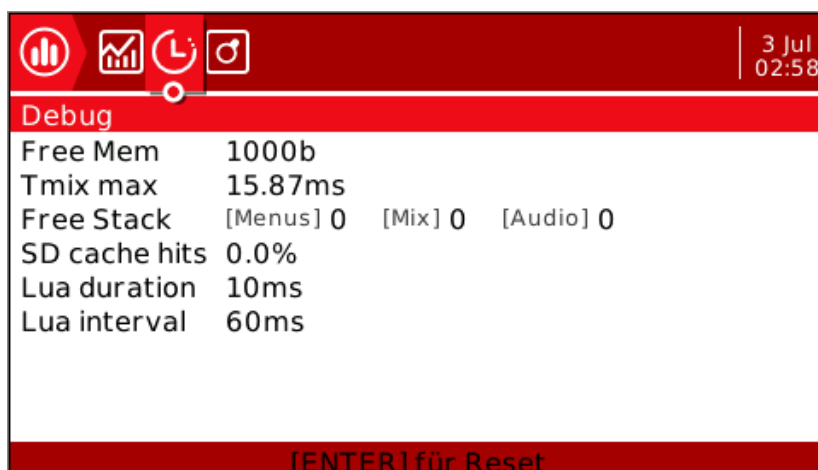 3 Jul
02:58
Debug
Free Mem 1000b
Tmix max 15.87ms
Free Stack [Menus] 0 [Mix] 0 [Audio] 0
SD cache hits 0.0%
Lua duration 10ms
Lua interval 60ms
[ENTER] für Reset